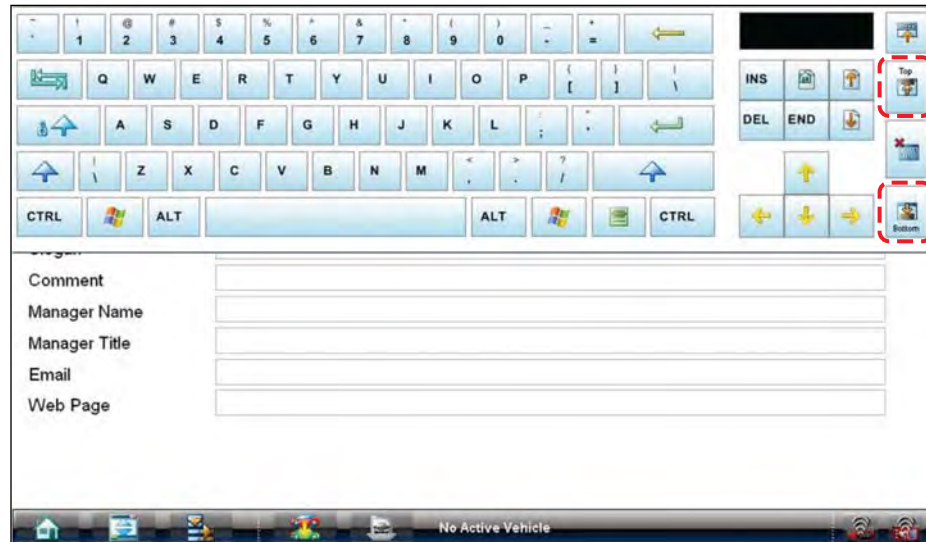 ~ ! @ # $ % ^ & * ( ) _ +
` 1 2 3 4 5 6 7 8 9 0 - =
Q W E R T Y U I O P { [ } ] | \
INS
Top
A S D F G H J K L : ; " '
DEL END
| \ Z X C V B N M < , > . ? /
CTRL ALT ALT CTRL
Bottom
Slogan
Comment
Manager Name
Manager Title
Email
Web Page
No Active Vehicle